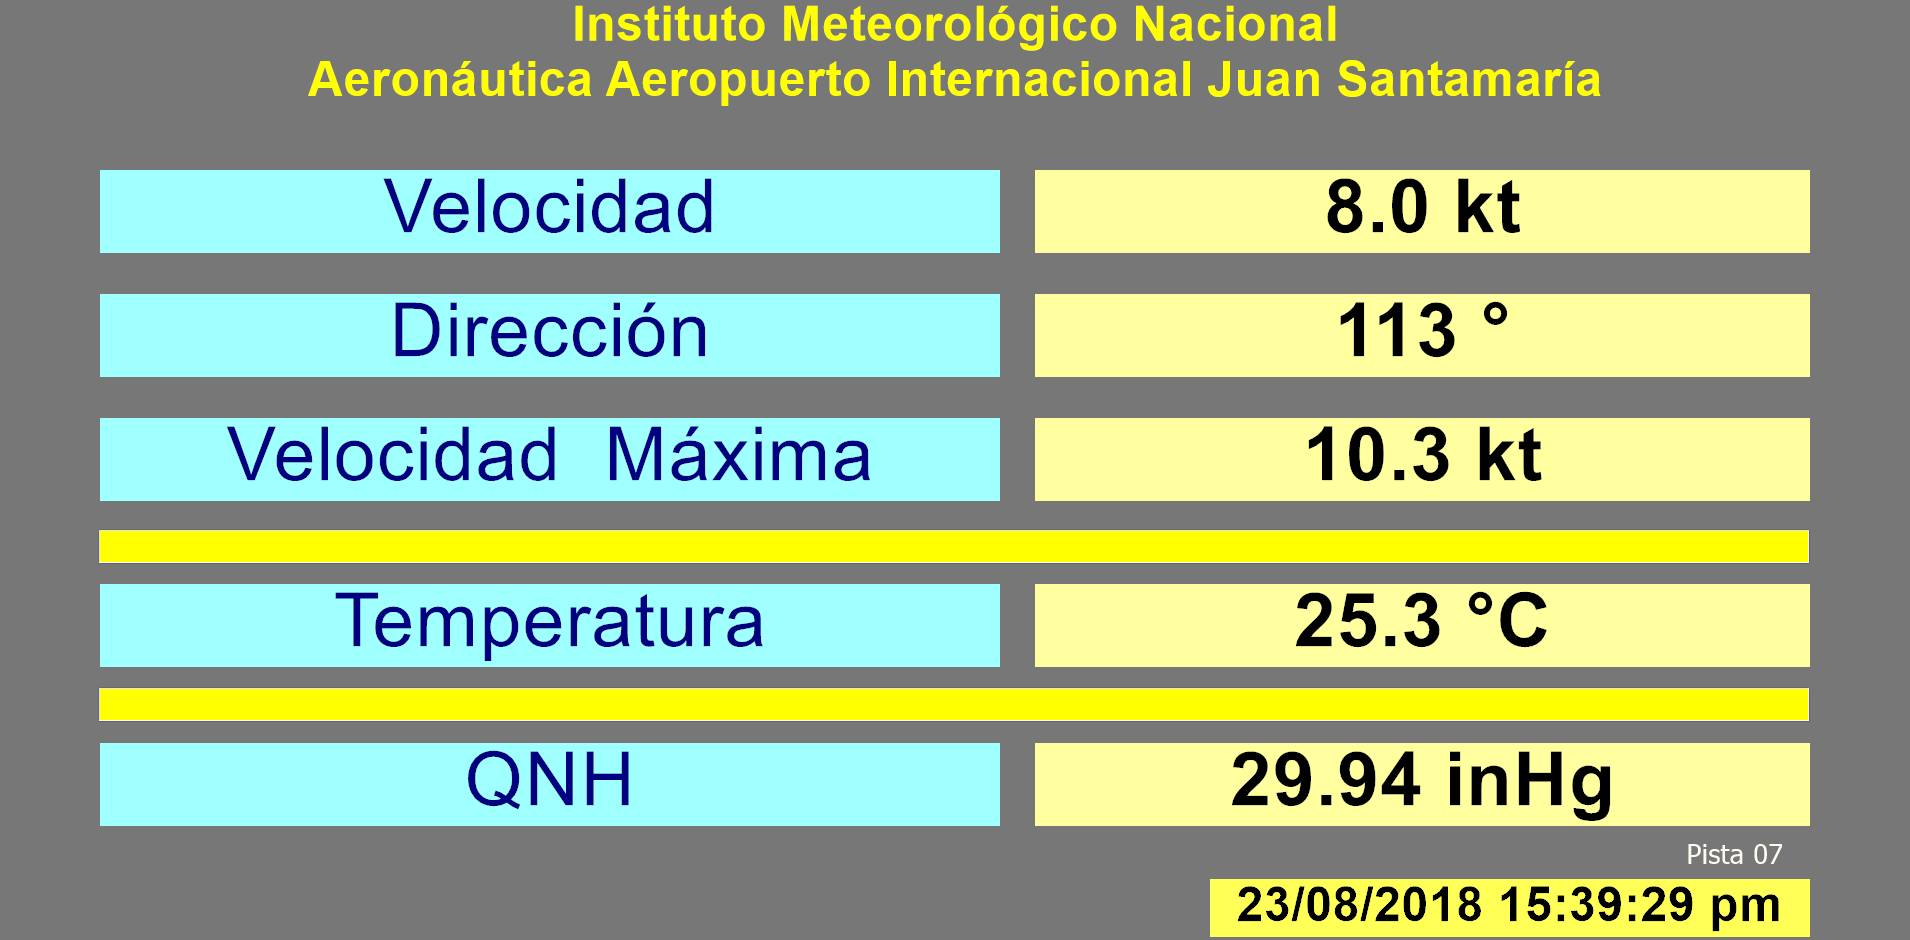 Instituto Meteorológico Nacional
Aeronáutica Aeropuerto Internacional Juan Santamaría
Velocidad 8.0 kt
Dirección 113 °
Velocidad Máxima 10.3 kt
Temperatura 25.3 °C
QNH 29.94 inHg
Pista 07
23/08/2018 15:39:29 pm